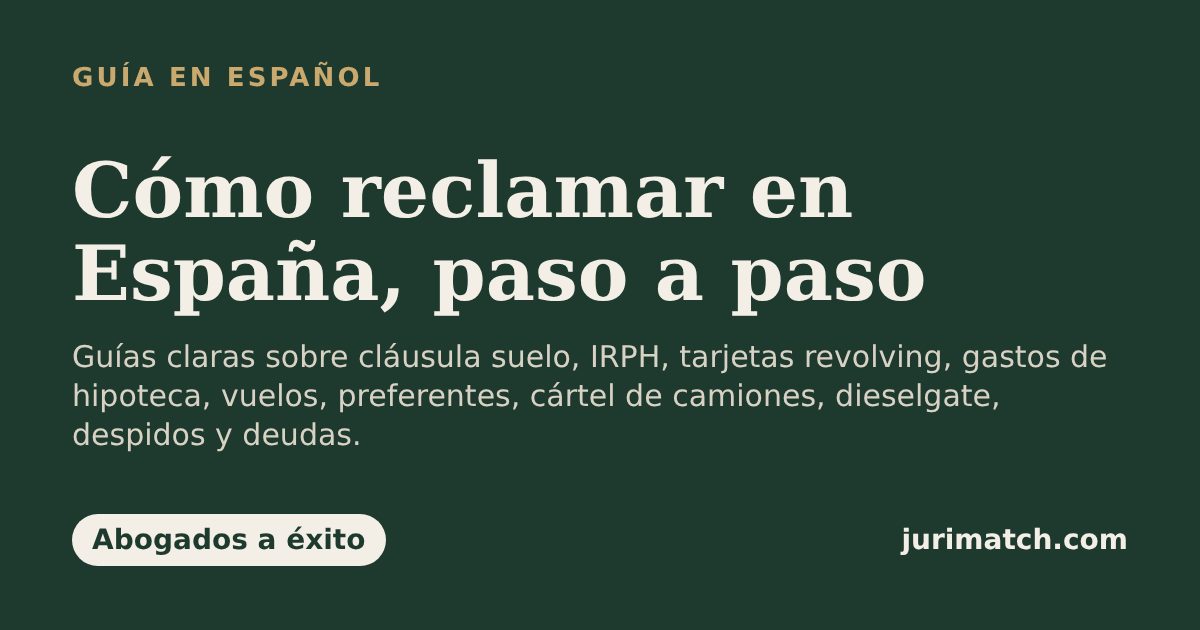 GUÍA EN ESPAÑOL
Cómo reclamar en
España, paso a paso
Guías claras sobre cláusula suelo, IRPH, tarjetas revolving, gastos de
hipoteca, vuelos, preferentes, cártel de camiones, dieselgate,
despidos y deudas.
Abogados a éxito
jurimatch.com